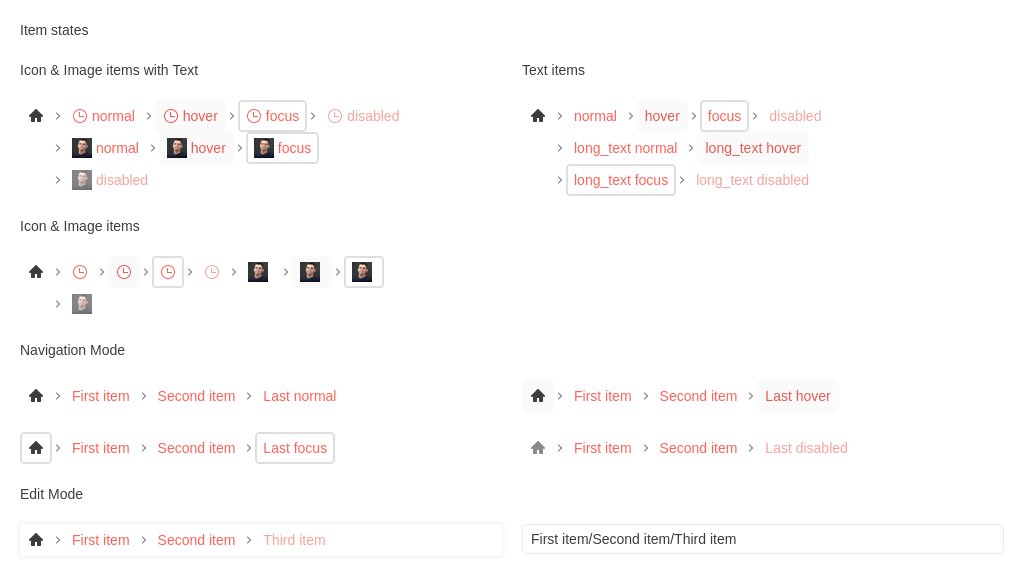 Item states
Icon & Image items with Text
normal hover focus disabled
normal hover focus
disabled
Text items
normal hover focus disabled
long_text normal long_text hover
long_text focus long_text disabled
Icon & Image items
Navigation Mode
First item Second item Last normal
First item Second item Last hover
First item Second item Last focus
First item Second item Last disabled
Edit Mode
First item Second item Third item
First item/Second item/Third item